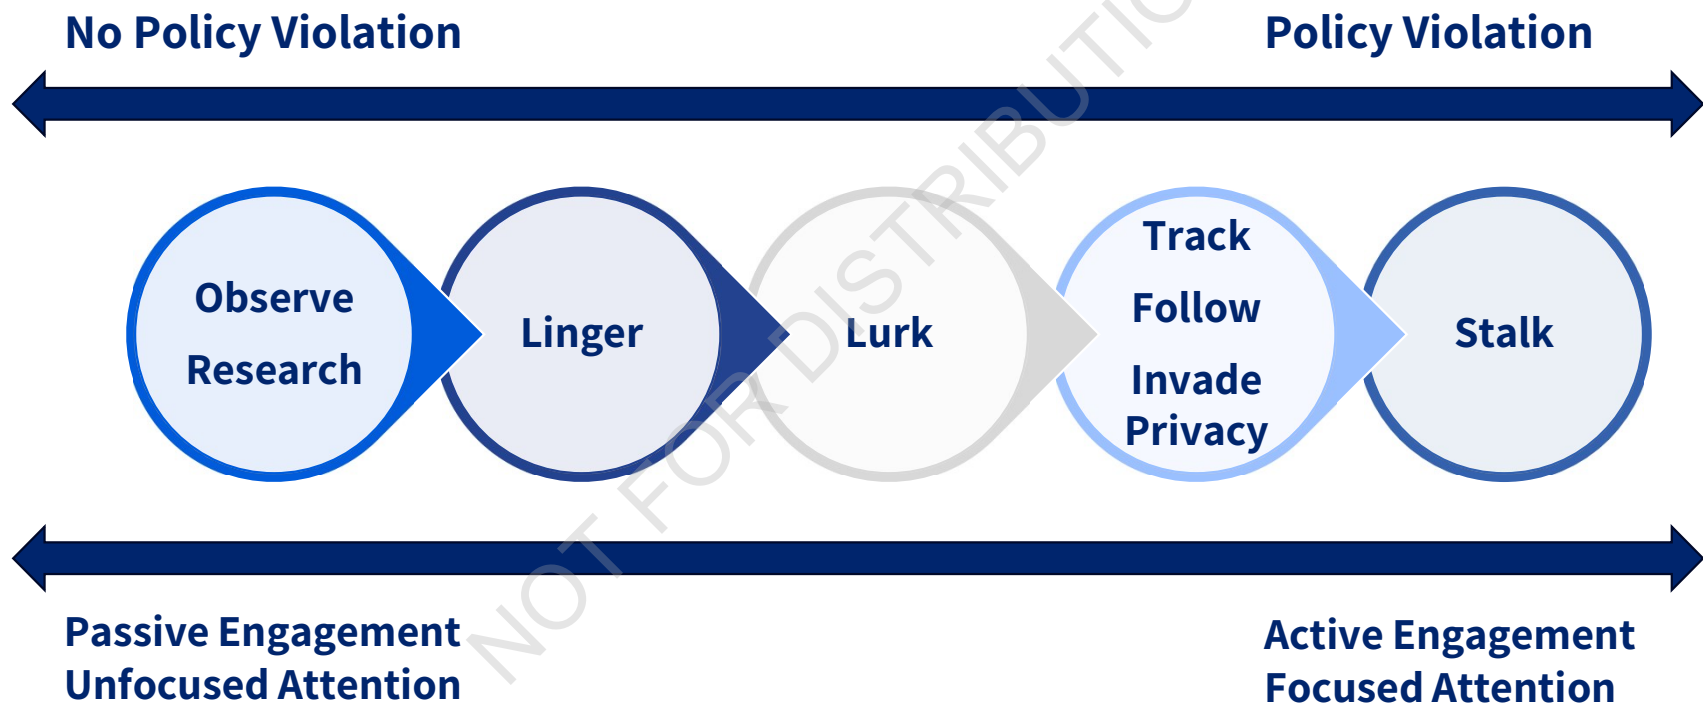 No Policy Violation
Policy Violation
Observe
Research
Linger
Lurk
Track
Follow
Invade
Privacy
Stalk
Passive Engagement
Unfocused Attention
Active Engagement
Focused Attention
NOT FOR DISTRIBUTIO